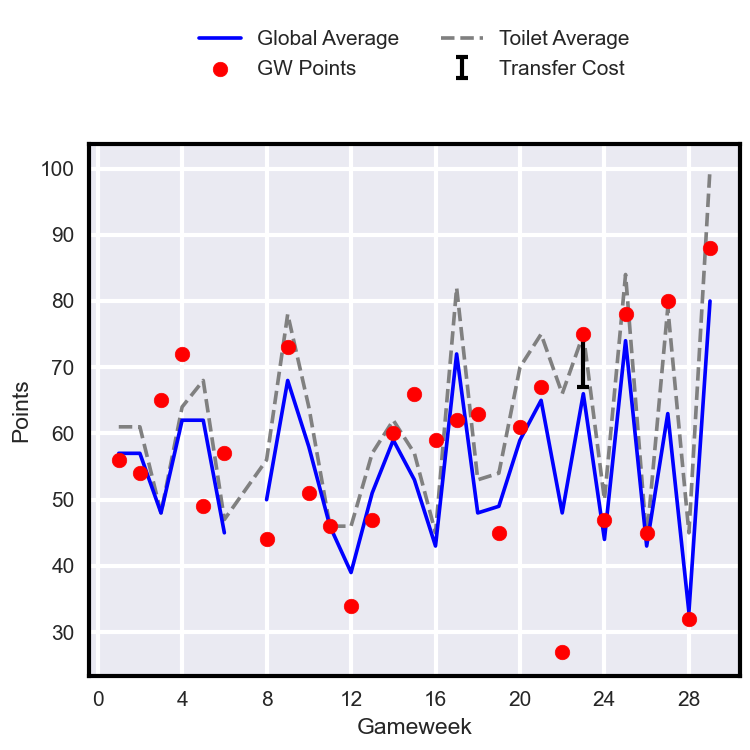 Global Average
Toilet Average
GW Points
Transfer Cost
100
90
80
70
60
50
40
30
Points
0 4 8 12 16 20 24 28
Gameweek